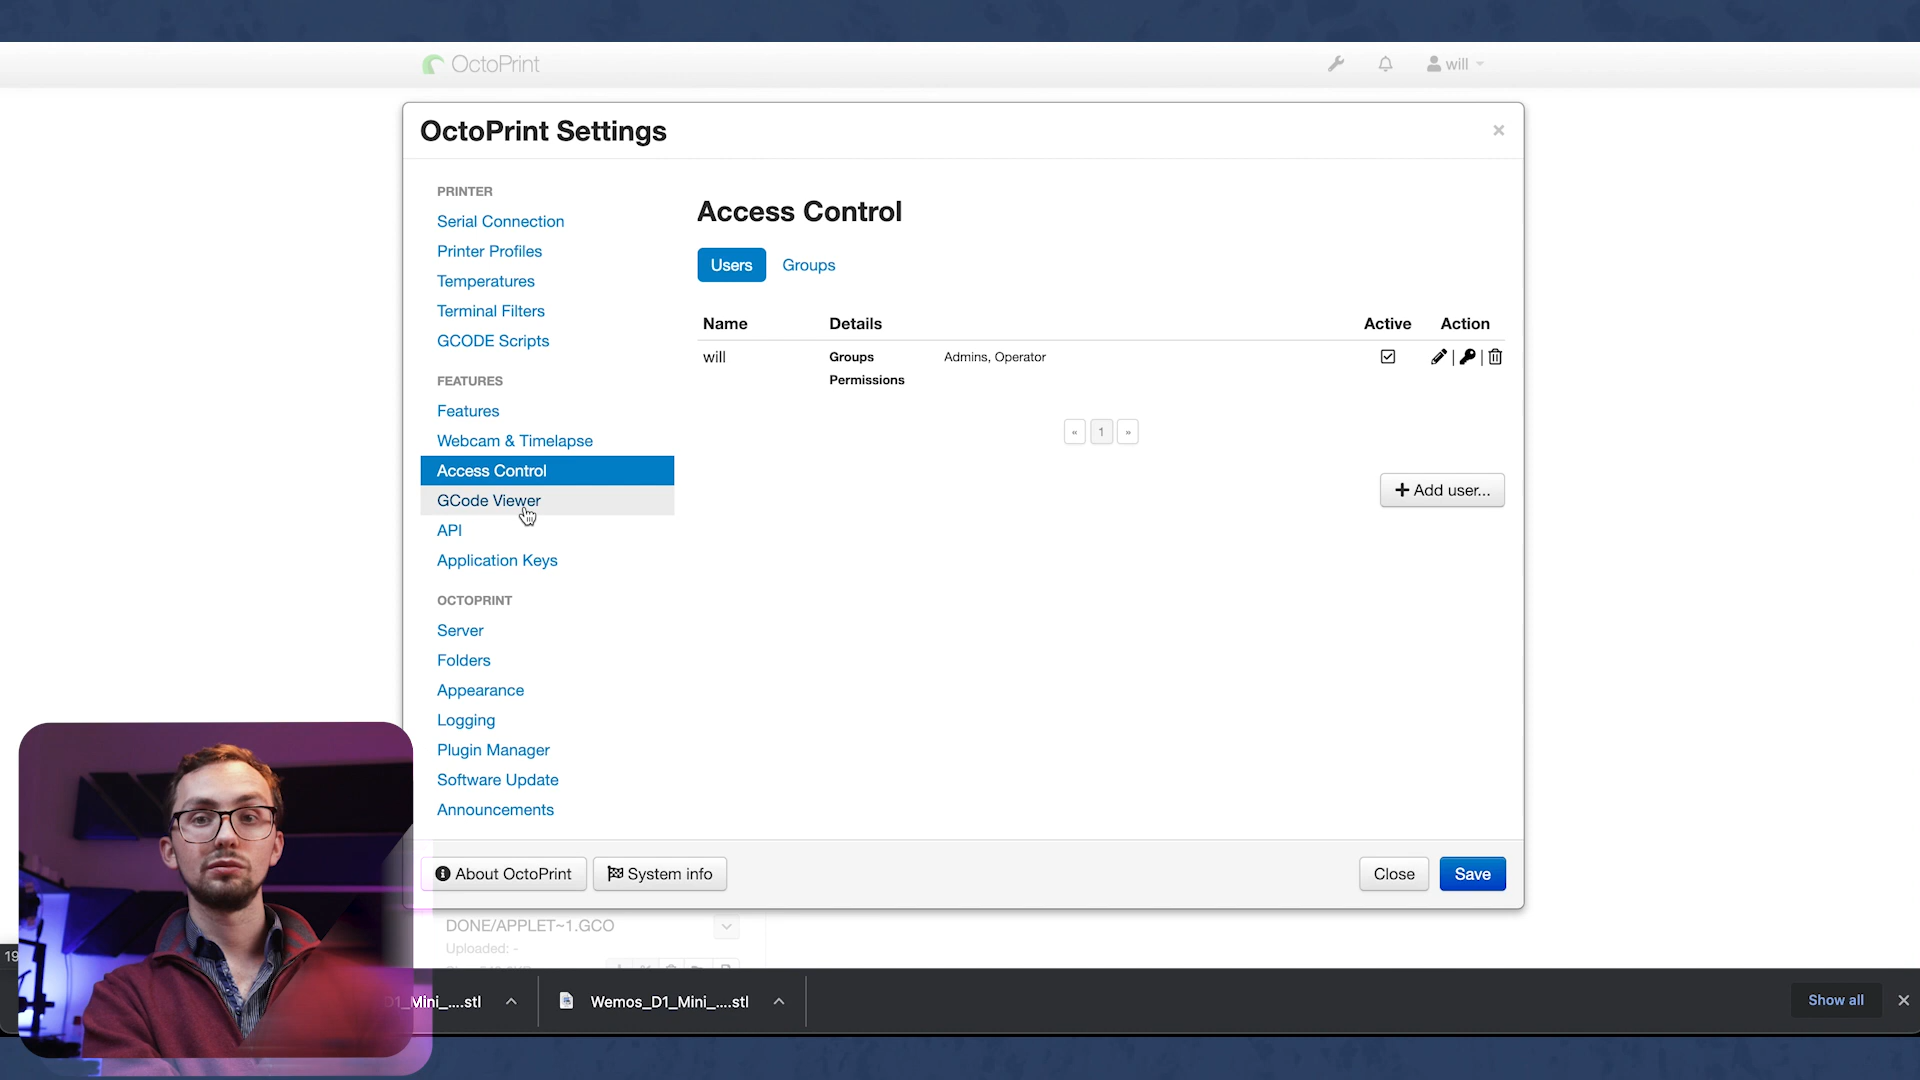 OctoPrint
will
OctoPrint Settings
×
PRINTER
Serial Connection
Printer Profiles
Temperatures
Terminal Filters
GCODE Scripts
FEATURES
Features
Webcam & Timelapse
Access Control
GCode Viewer
API
Application Keys
OCTOPRINT
Server
Folders
Appearance
Logging
Plugin Manager
Software Update
Announcements
Access Control
Users Groups
Name Details Active Action
will Groups Admins, Operator
Permissions
« 1 »
Add user...
About OctoPrint System info Close Save
DONE/APPLET~1.GCO
Uploaded: -
19
D1_Mini_....stl Wemos_D1_Mini_....stl Show all